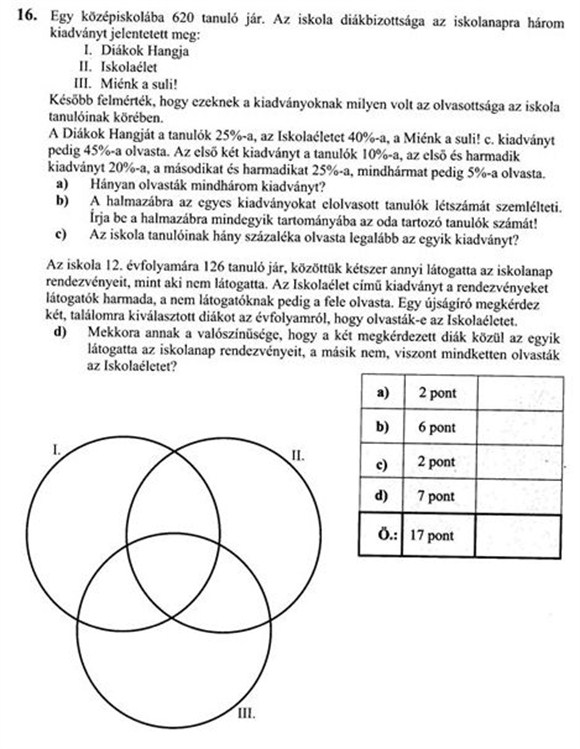 16. Egy középiskolába 620 tanuló jár. Az iskola diákbizottsága az iskolanapra három
kiadványt jelentetett meg:
I. Diákok Hangja
II. Iskolaélet
III. Miénk a suli!
Később felmérték, hogy ezeknek a kiadványoknak milyen volt az olvasottsága az iskola
tanulóinak körében.
A Diákok Hangját a tanulók 25%-a, az Iskolaéletet 40%-a, a Miénk a suli! c. kiadványt
pedig 45%-a olvasta. Az első két kiadványt a tanulók 10%-a, az első és harmadik
kiadványt 20%-a, a másodikat és harmadikat 25%-a, mindhármat pedig 5%-a olvasta.
a) Hányan olvasták mindhárom kiadványt?
b) A halmazábra az egyes kiadványokat elolvasott tanulók létszámát szemlélteti.
Írja be a halmazábra mindegyik tartományába az oda tartozó tanulók számát!
c) Az iskola tanulóinak hány százaléka olvasta legalább az egyik kiadványt?
Az iskola 12. évfolyamára 126 tanuló jár, közöttük kétszer annyi látogatta az iskolanap
rendezvényeit, mint aki nem látogatta. Az Iskolaélet című kiadványt a rendezvényeket
látogatók harmada, a nem látogatóknak pedig a fele olvasta. Egy újságíró megkérdez
két, találomra kiválasztott diákot az évfolyamról, hogy olvasták-e az Iskolaéletet.
d) Mekkora annak a valószínűsége, hogy a két megkérdezett diák közül az egyik
látogatta az iskolanap rendezvényeit, a másik nem, viszont mindketten olvasták
az Iskolaéletet?
a) 2 pont
b) 6 pont
c) 2 pont
d) 7 pont
Ö.: 17 pont
I.
II.
III.